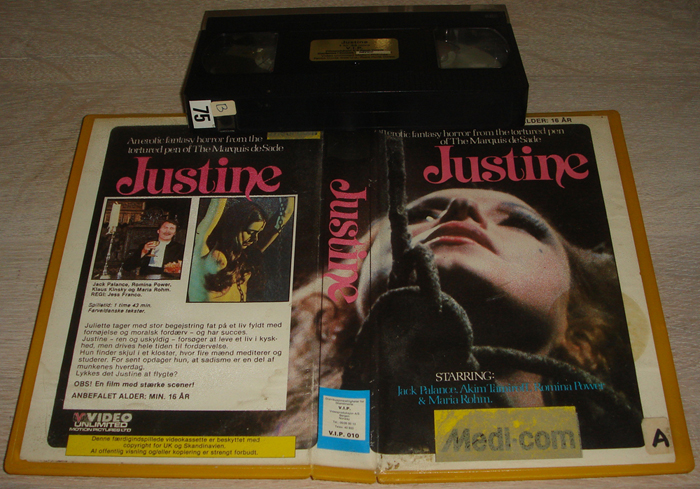 Justine
75
B
An erotic fantasy horror from the
tortured pen of The Marquis de Sade
Justine
Jack Palance, Romina Power,
Klaus Kinsky og Maria Rohm.
REGI: Jess Franco.
Spilletid: 1 time 43 min.
Farve/danske tekster.
Juliette tager med stor begejstring fat på et liv fyldt med
fornøjelse og moralsk fordærv – og har succes.
Justine – ren og uskyldig – forsøger at leve et liv i kysk-
hed, men drives hele tiden til fordærvelse.
Hun finder skjul i et kloster, hvor fire mænd mediterer og
studerer. For sent opdager hun, at sadisme er en del af
munkenes hverdag.
Lykkes det Justine at flygte?
OBS! En film med stærke scener!
ANBEFALET ALDER: MIN. 16 ÅR
VIDEO
UNLIMITED
MOTION PICTURES LTD
Denne færdigindspillede videokassette er beskyttet med
copyright for UK og Skandinavien.
Al offentlig visning og/eller kopiering er strengt forbudt.
Justine
V.I.P.
V.I.P. 010
ALDER: 16 ÅR
erotic fantasy horror from the tortured pen
of The Marquis de Sade
Justine
STARRING:
Jack Palance, Akim Tamiroff, Romina Power
& Maria Rohm.
Medi-com
A